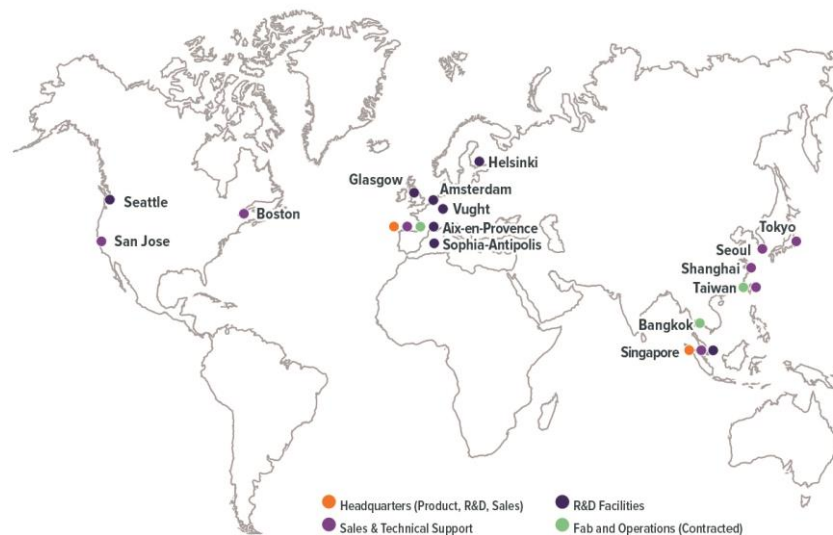 Helsinki
Glasgow
Amsterdam
Seattle
Vught
Boston
Aix-en-Provence
Tokyo
San Jose
Sophia-Antipolis
Seoul
Shanghai
Taiwan
Bangkok
Singapore
Headquarters (Product, R&D, Sales)
R&D Facilities
Sales & Technical Support
Fab and Operations (Contracted)